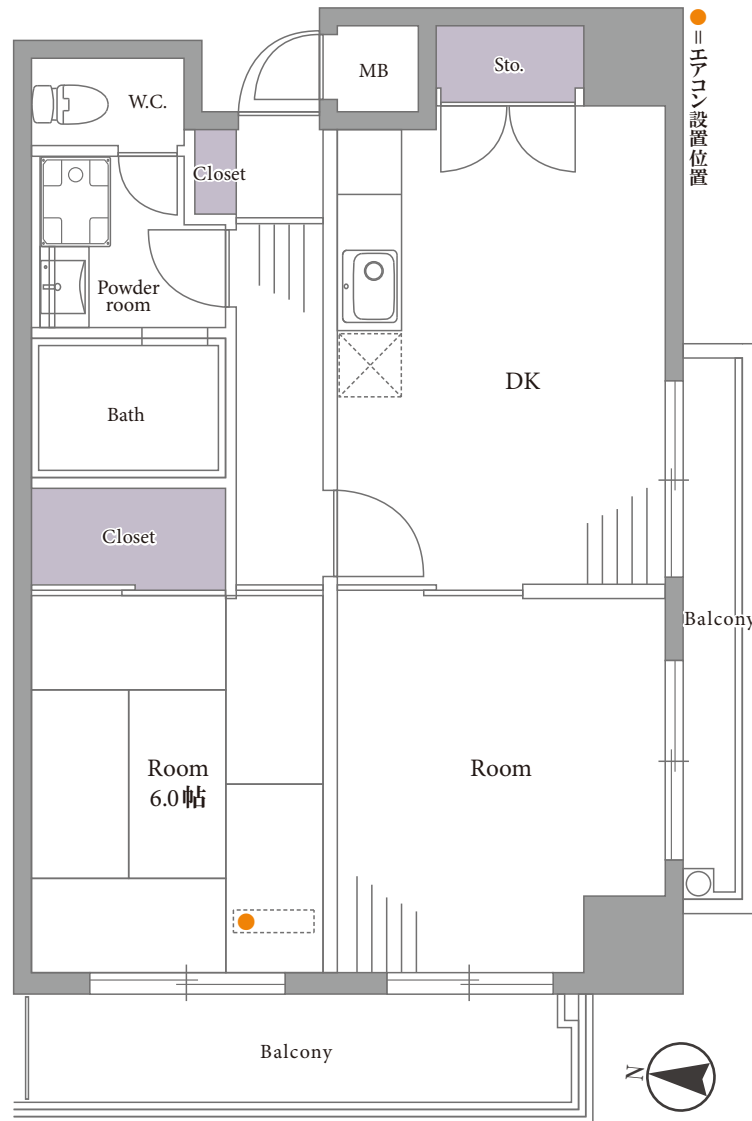 MB
Sto.
=エアコン設置位置
W.C.
Closet
Powder
room
DK
Bath
Closet
Balcony
Room
6.0帖
Room
Balcony
N